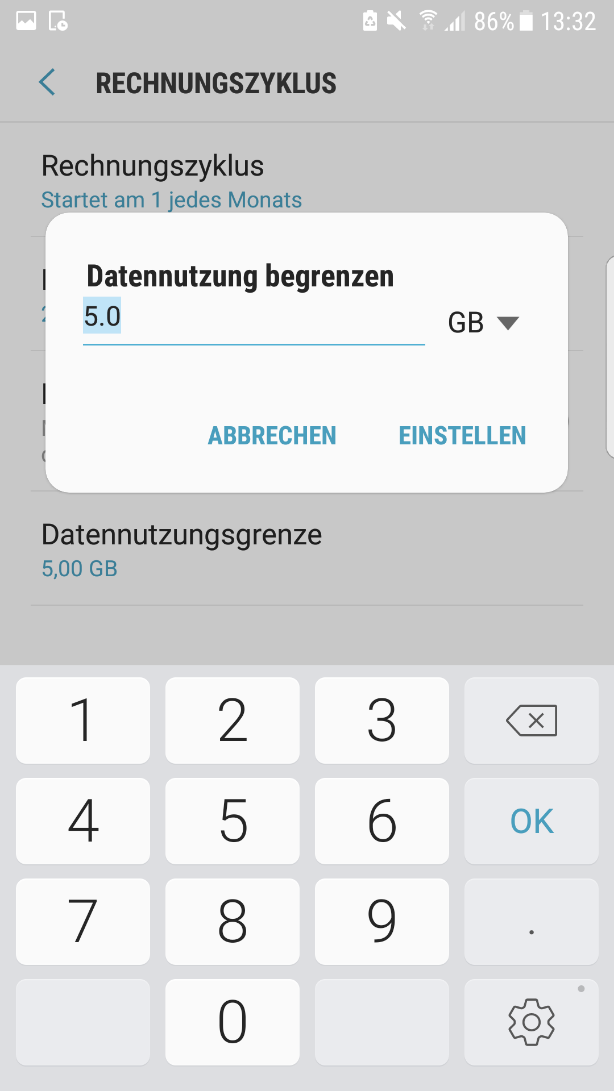 86% 13:32
RECHNUNGSZYKLUS
Rechnungszyklus
Startet am 1 jedes Monats
Datennutzung begrenzen
5.0
GB
ABBRECHEN EINSTELLEN
Datennutzungsgrenze
5,00 GB
1 2 3
4 5 6 OK
7 8 9 .
0